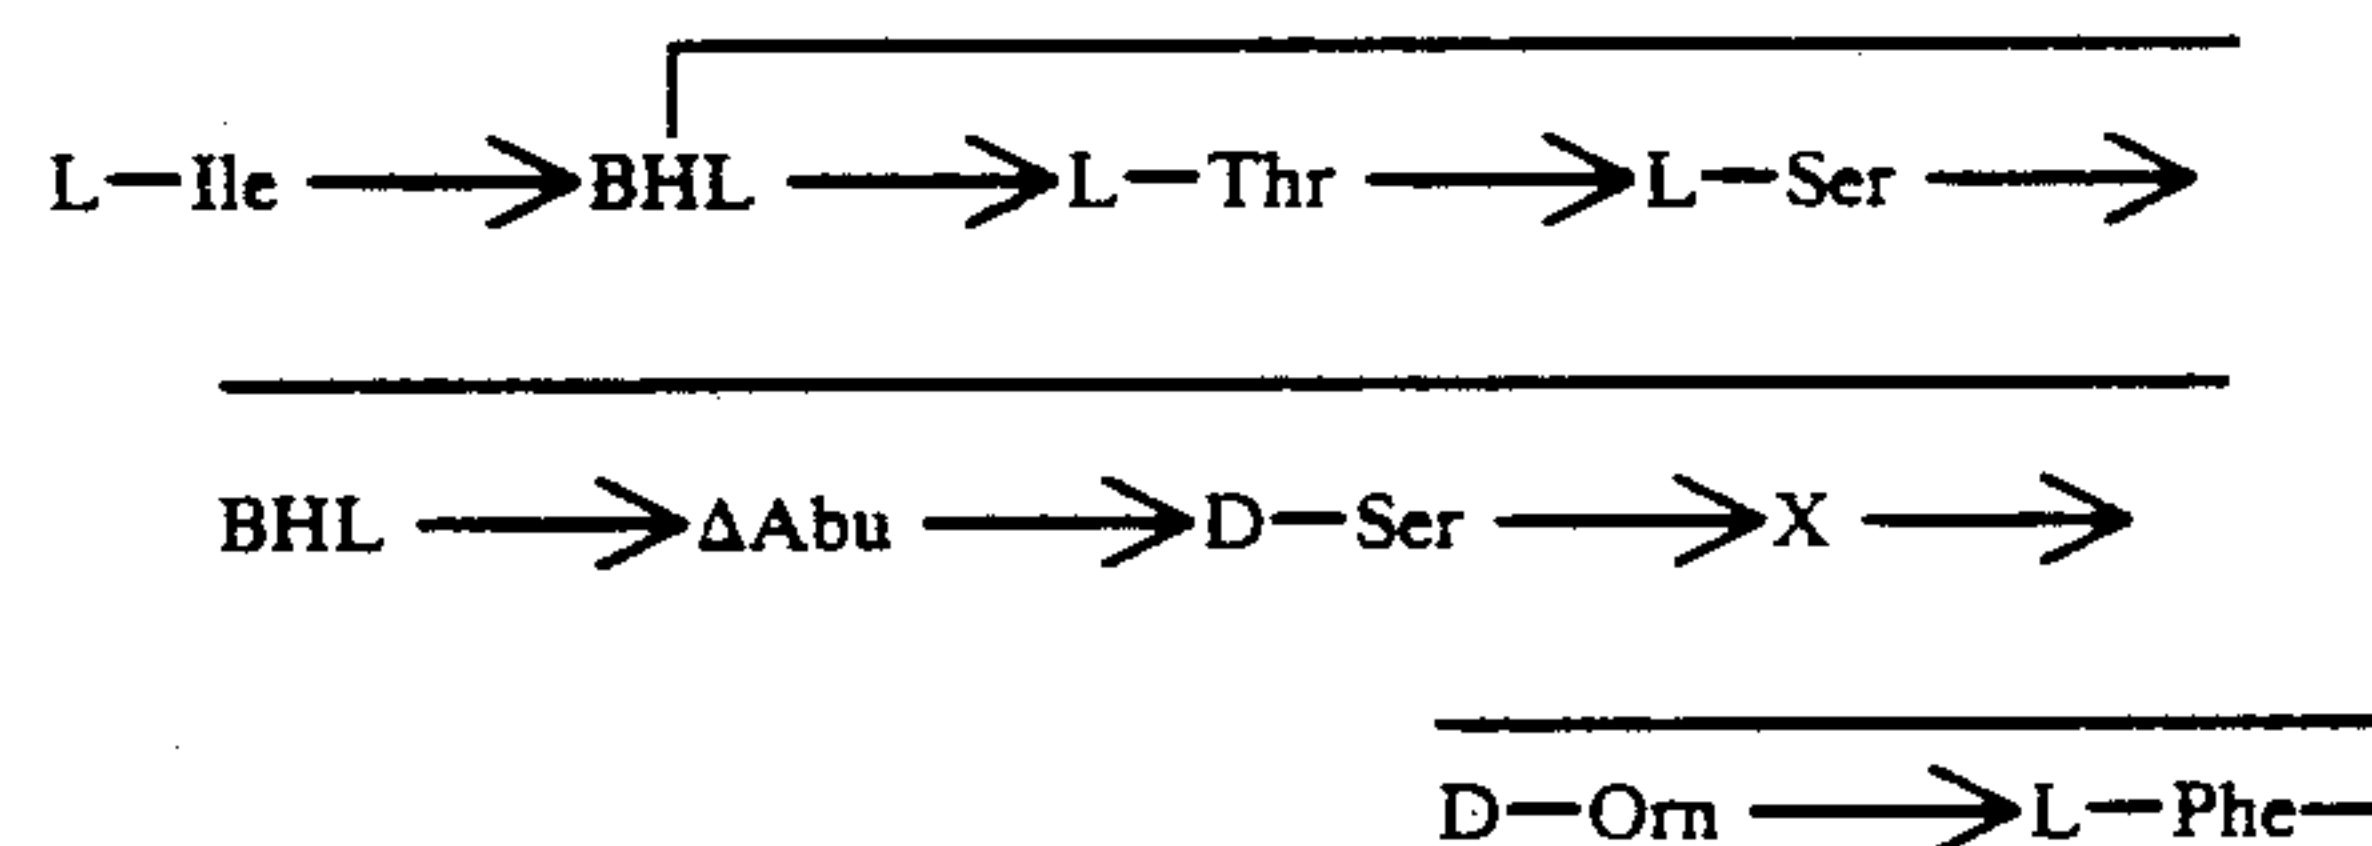 L-Ile → BHL → L-Thr → L-Ser →
BHL → ΔAbu → D-Ser → X →
D-Orn → L-Phe-